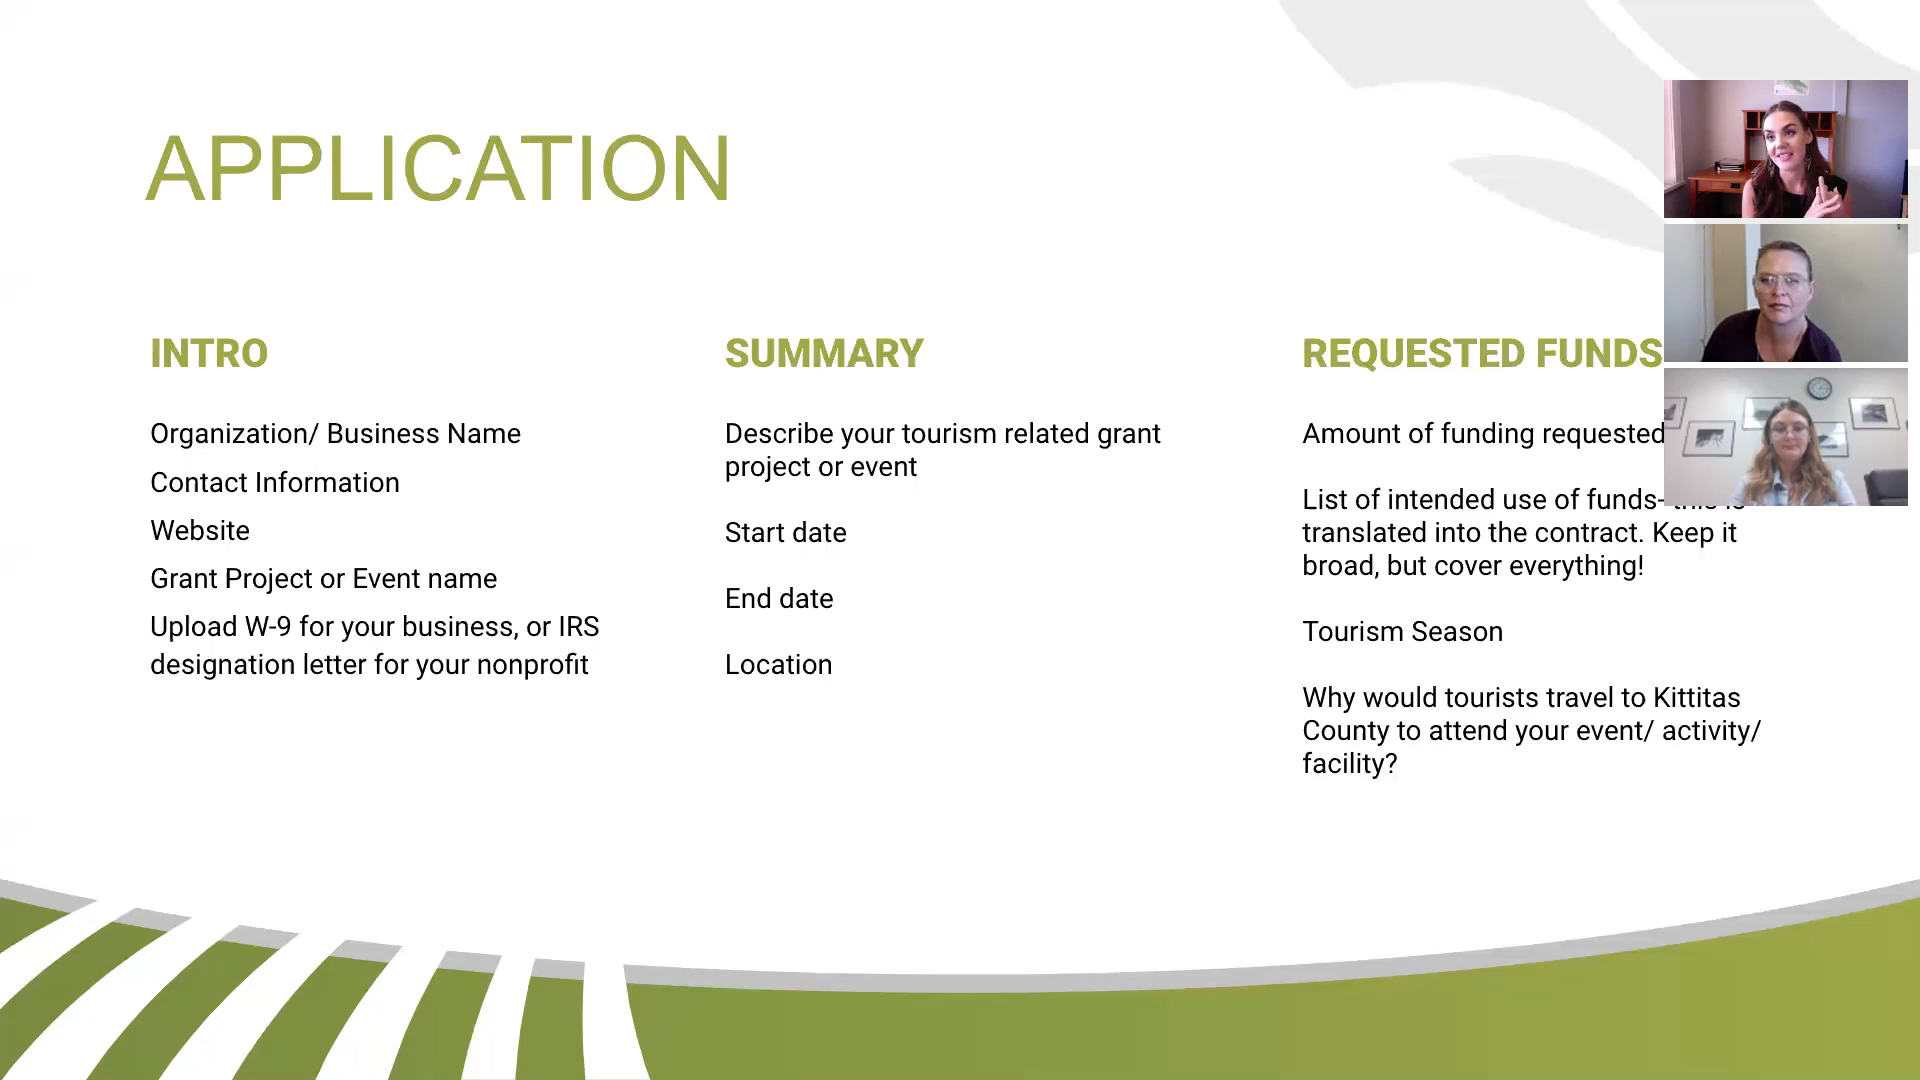 APPLICATION
INTRO
Organization/ Business Name
Contact Information
Website
Grant Project or Event name
Upload W-9 for your business, or IRS
designation letter for your nonprofit
SUMMARY
Describe your tourism related grant
project or event
Start date
End date
Location
REQUESTED FUNDS
Amount of funding requested
List of intended use of funds- this is
translated into the contract. Keep it
broad, but cover everything!
Tourism Season
Why would tourists travel to Kittitas
County to attend your event/ activity/
facility?